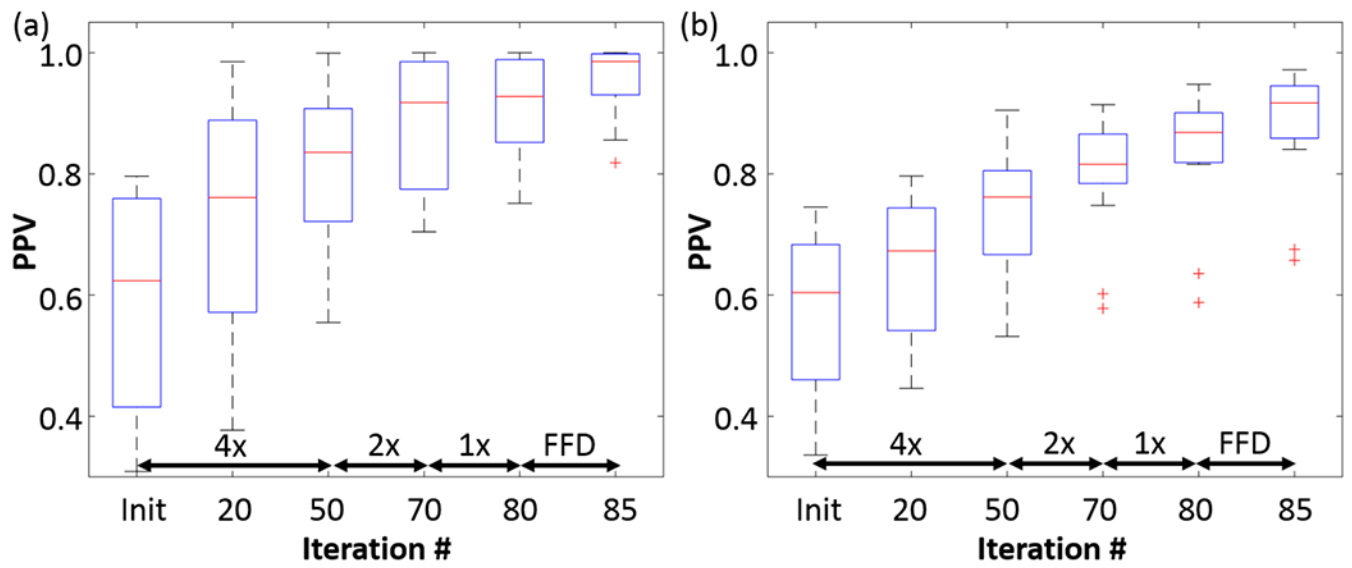 (a)
PPV
1.0
0.8
0.6
0.4
4x 2x 1x FFD
Init 20 50 70 80 85
Iteration #
(b)
PPV
1.0
0.8
0.6
0.4
4x 2x 1x FFD
Init 20 50 70 80 85
Iteration #